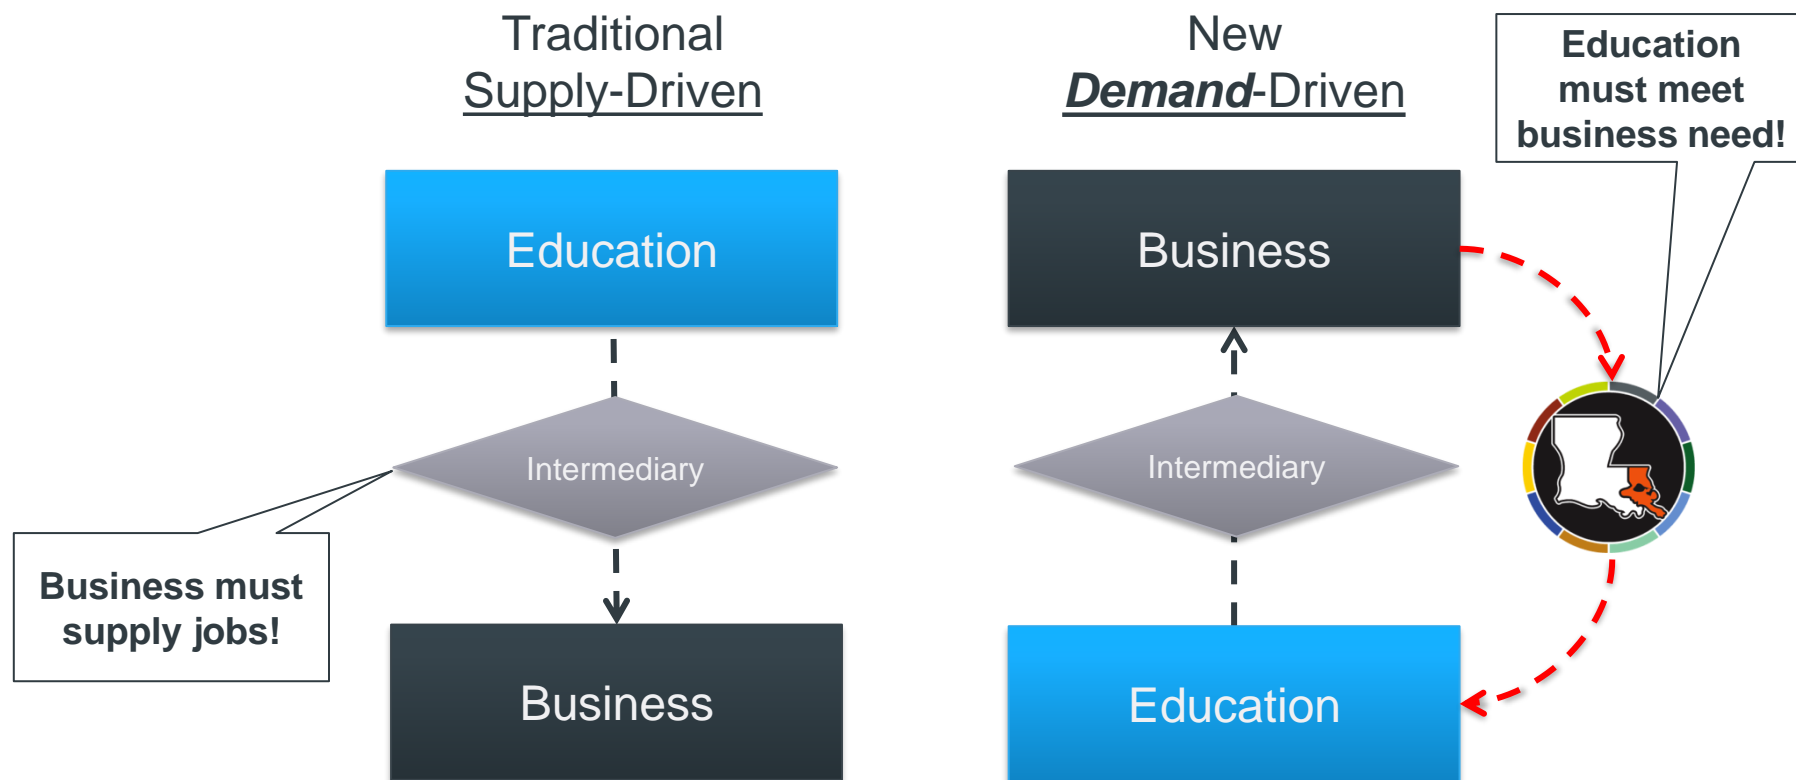 Traditional
Supply-Driven
Education
Intermediary
Business must
supply jobs!
Business
New
Demand-Driven
Education
must meet
business need!
Business
Intermediary
Education